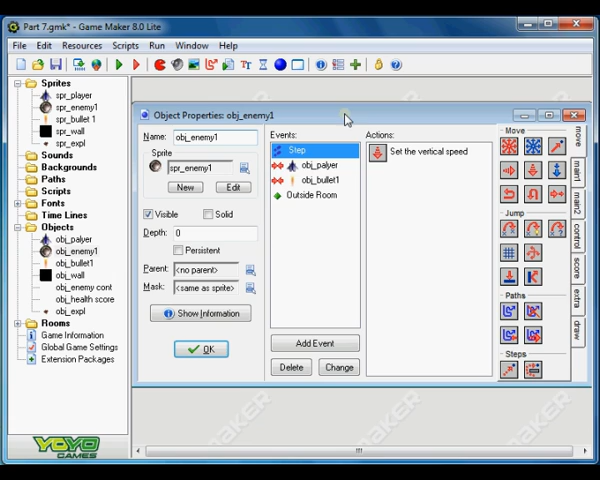 Part 7.gmk* - Game Maker 8.0 Lite
File Edit Resources Scripts Run Window Help
Sprites
spr_player
spr_enemy1
spr_bullet 1
spr_wall
spr_expl
Sounds
Backgrounds
Paths
Scripts
Fonts
Time Lines
Objects
obj_palyer
obj_enemy1
obj_bullet1
obj_wall
obj_enemy cont
obj_health score
obj_expl
Rooms
Game Information
Global Game Settings
Extension Packages
YOYO
GAMES
Object Properties: obj_enemy1
Name: obj_enemy1
Sprite
spr_enemy1
New Edit
Visible Solid
Depth: 0
Persistent
Parent: <no parent>
Mask: <same as sprite>
Show Information
OK
Events:
Step
obj_palyer
obj_bullet1
Outside Room
Add Event
Delete Change
Actions:
Set the vertical speed
Move
Jump
Paths
Steps
move
main1
main2
control
score
extra
draw